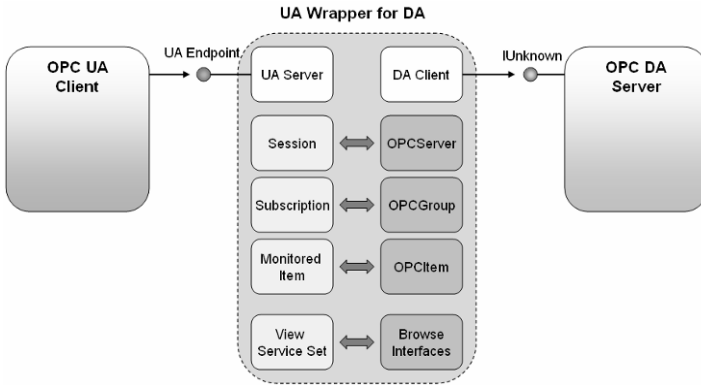 UA Wrapper for DA
OPC UA
Client
UA Endpoint
UA Server
DA Client
IUnknown
OPC DA
Server
Session
OPCServer
Subscription
OPCGroup
Monitored
Item
OPCItem
View
Service Set
Browse
Interfaces